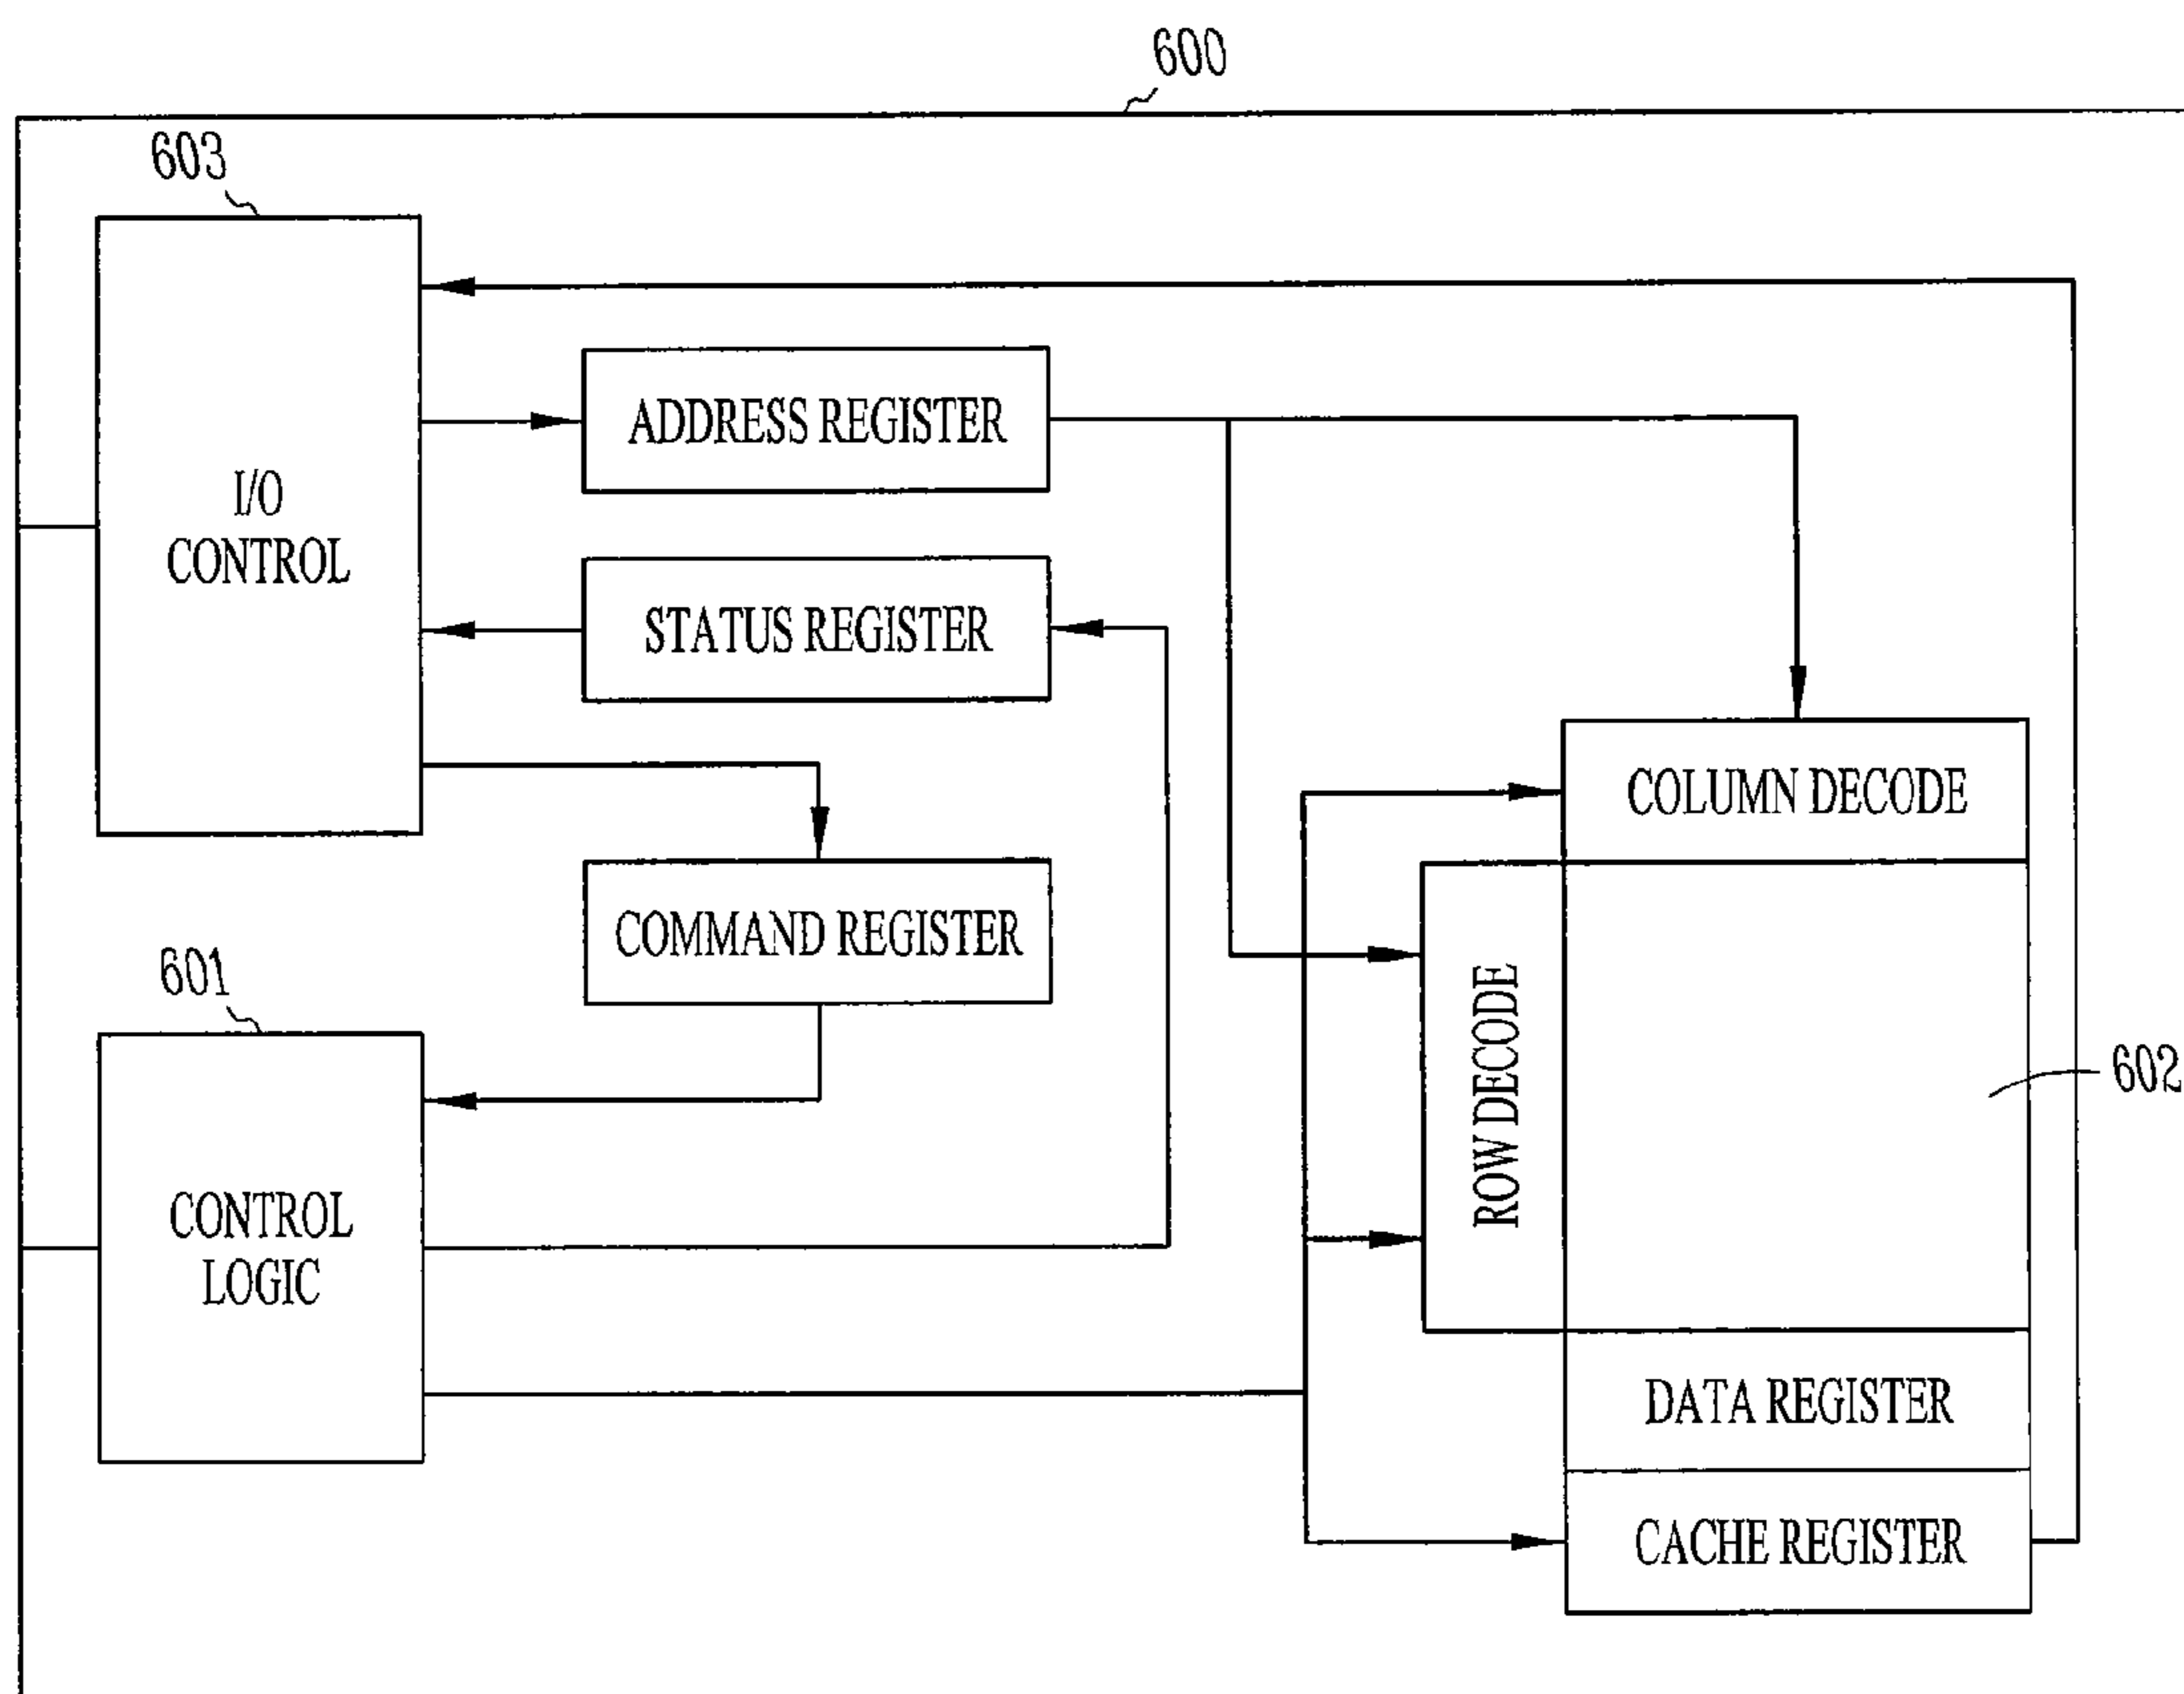 600
603
I/O
CONTROL
ADDRESS REGISTER
STATUS REGISTER
COLUMN DECODE
COMMAND REGISTER
ROW DECODE
601
602
CONTROL
LOGIC
DATA REGISTER
CACHE REGISTER